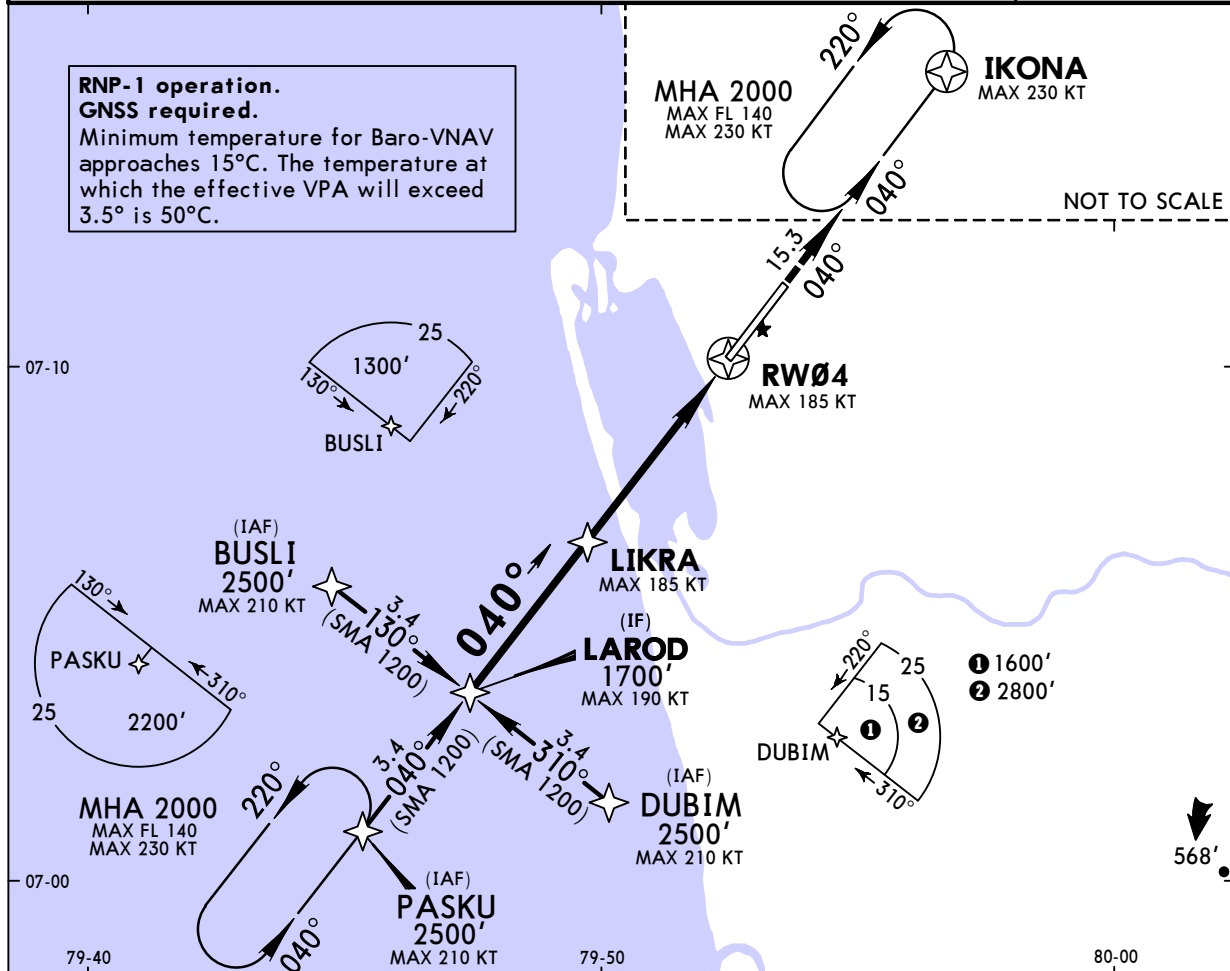 RNP-1 operation.
GNSS required.
Minimum temperature for Baro-VNAV
approaches 15°C. The temperature at
which the effective VPA will exceed
3.5° is 50°C.
220°
IKONA
MAX 230 KT
MHA 2000
MAX FL 140
MAX 230 KT
040°
NOT TO SCALE
15.3
040°
25
1300'
130°
220°
BUSLI
07-10
RWØ4
MAX 185 KT
(IAF)
BUSLI
2500'
MAX 210 KT
LIKRA
MAX 185 KT
040°
3.4
130°
(SMA 1200)
(IF)
LAROD
1700'
MAX 190 KT
130°
PASKU
310°
25
2200'
220°
25
15
1
2
DUBIM
310°
1 1600'
2 2800'
3.4
040°
(SMA 1200)
3.4
310°
(SMA 1200)
(IAF)
DUBIM
2500'
MAX 210 KT
MHA 2000
MAX FL 140
MAX 230 KT
220°
040°
(IAF)
PASKU
2500'
MAX 210 KT
568'
07-00
79-40
79-50
80-00